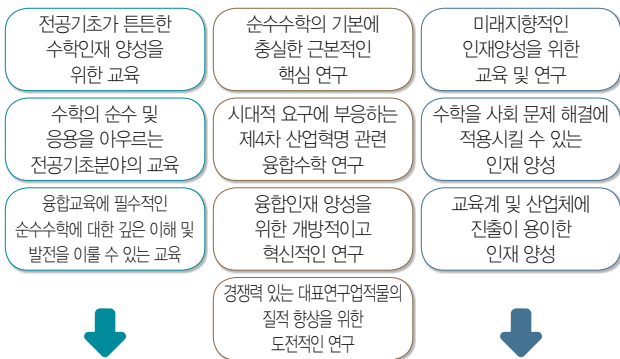 전공기초가 튼튼한
수학인재 양성을
위한 교육
수학의 순수 및
응용을 아우르는
전공기초분야의 교육
융합교육에 필수적인
순수수학에 대한 깊은 이해 및
발전을 이룰 수 있는 교육
순수수학의 기본에
충실한 근본적인
핵심 연구
시대적 요구에 부응하는
제4차 산업혁명 관련
융합수학 연구
융합인재 양성을
위한 개방적이고
혁신적인 연구
경쟁력 있는 대표연구업적물의
질적 향상을 위한
도전적인 연구
미래지향적인
인재양성을 위한
교육 및 연구
수학을 사회 문제 해결에
적용시킬 수 있는
인재 양성
교육계 및 산업체에
진출이 용이한
인재 양성